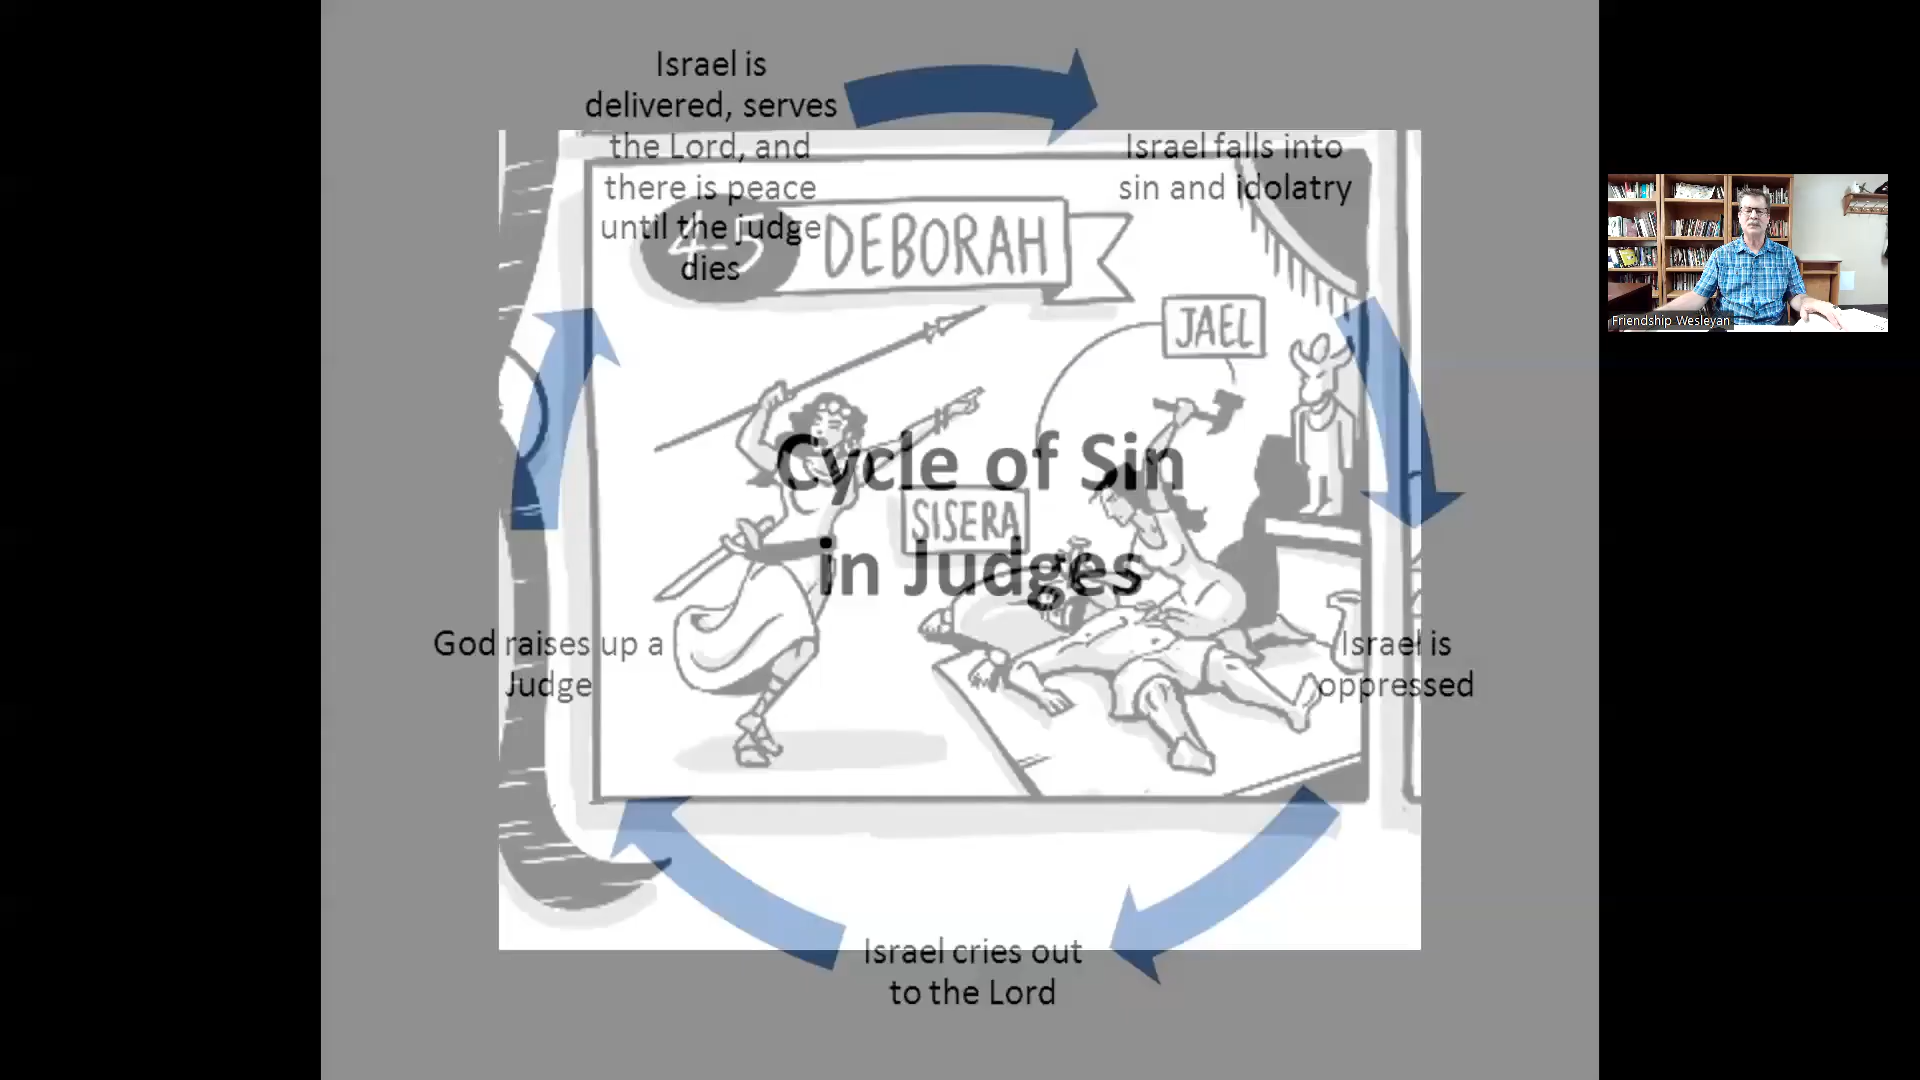 Israel is
delivered, serves
the Lord, and
there is peace
until the judge
dies
Israel falls into
sin and idolatry
4-5 DEBORAH
JAEL
Cycle of Sin
in Judges
SISERA
God raises up a
Judge
Israel is
oppressed
Israel cries out
to the Lord
Friendship Wesleyan